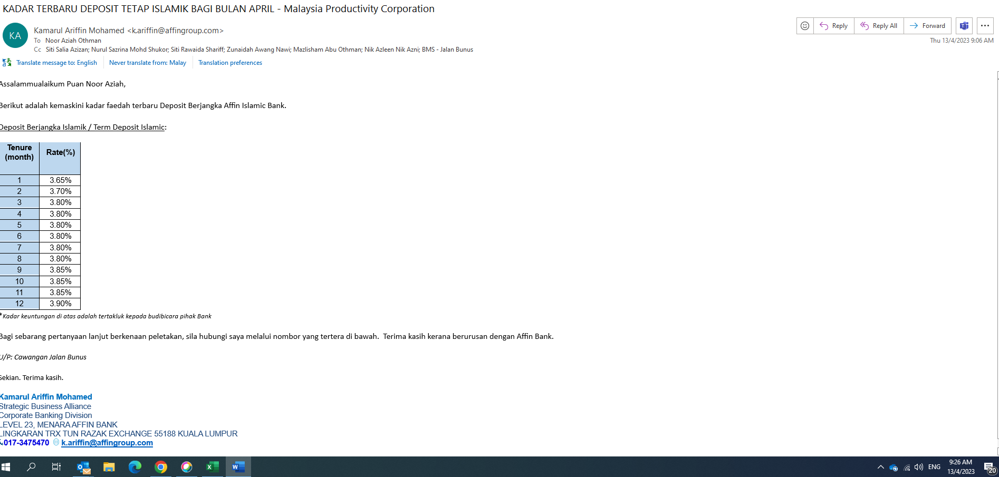 KADAR TERBARU DEPOSIT TETAP ISLAMIK BAGI BULAN APRIL - Malaysia Productivity Corporation
KA
Kamarul Ariffin Mohamed <k.ariffin@affingroup.com>
To Noor Aziah Othman
Cc Siti Salia Azizan; Nurul Sazrina Mohd Shukor; Siti Rawaida Shariff; Zunaidah Awang Nawi; Mazlisham Abu Othman; Nik Azleen Nik Azni; BMS - Jalan Bunus
Reply Reply All Forward
Thu 13/4/2023 9:06 AM
Translate message to: English Never translate from: Malay Translation preferences
Assalammualaikum Puan Noor Aziah,
Berikut adalah kemaskini kadar faedah terbaru Deposit Berjangka Affin Islamic Bank.
Deposit Berjangka Islamik / Term Deposit Islamic:
Tenure (month) Rate(%)
1 3.65%
2 3.70%
3 3.80%
4 3.80%
5 3.80%
6 3.80%
7 3.80%
8 3.80%
9 3.85%
10 3.85%
11 3.85%
12 3.90%
*Kadar keuntungan di atas adalah tertakluk kepada budibicara pihak Bank
Bagi sebarang pertanyaan lanjut berkenaan peletakan, sila hubungi saya melalui nombor yang tertera di bawah. Terima kasih kerana berurusan dengan Affin Bank.
U/P: Cawangan Jalan Bunus
Sekian. Terima kasih.
Kamarul Ariffin Mohamed
Strategic Business Alliance
Corporate Banking Division
LEVEL 23, MENARA AFFIN BANK
LINGKARAN TRX TUN RAZAK EXCHANGE 55188 KUALA LUMPUR
017-3475470 k.ariffin@affingroup.com
ENG
9:26 AM
13/4/2023
20